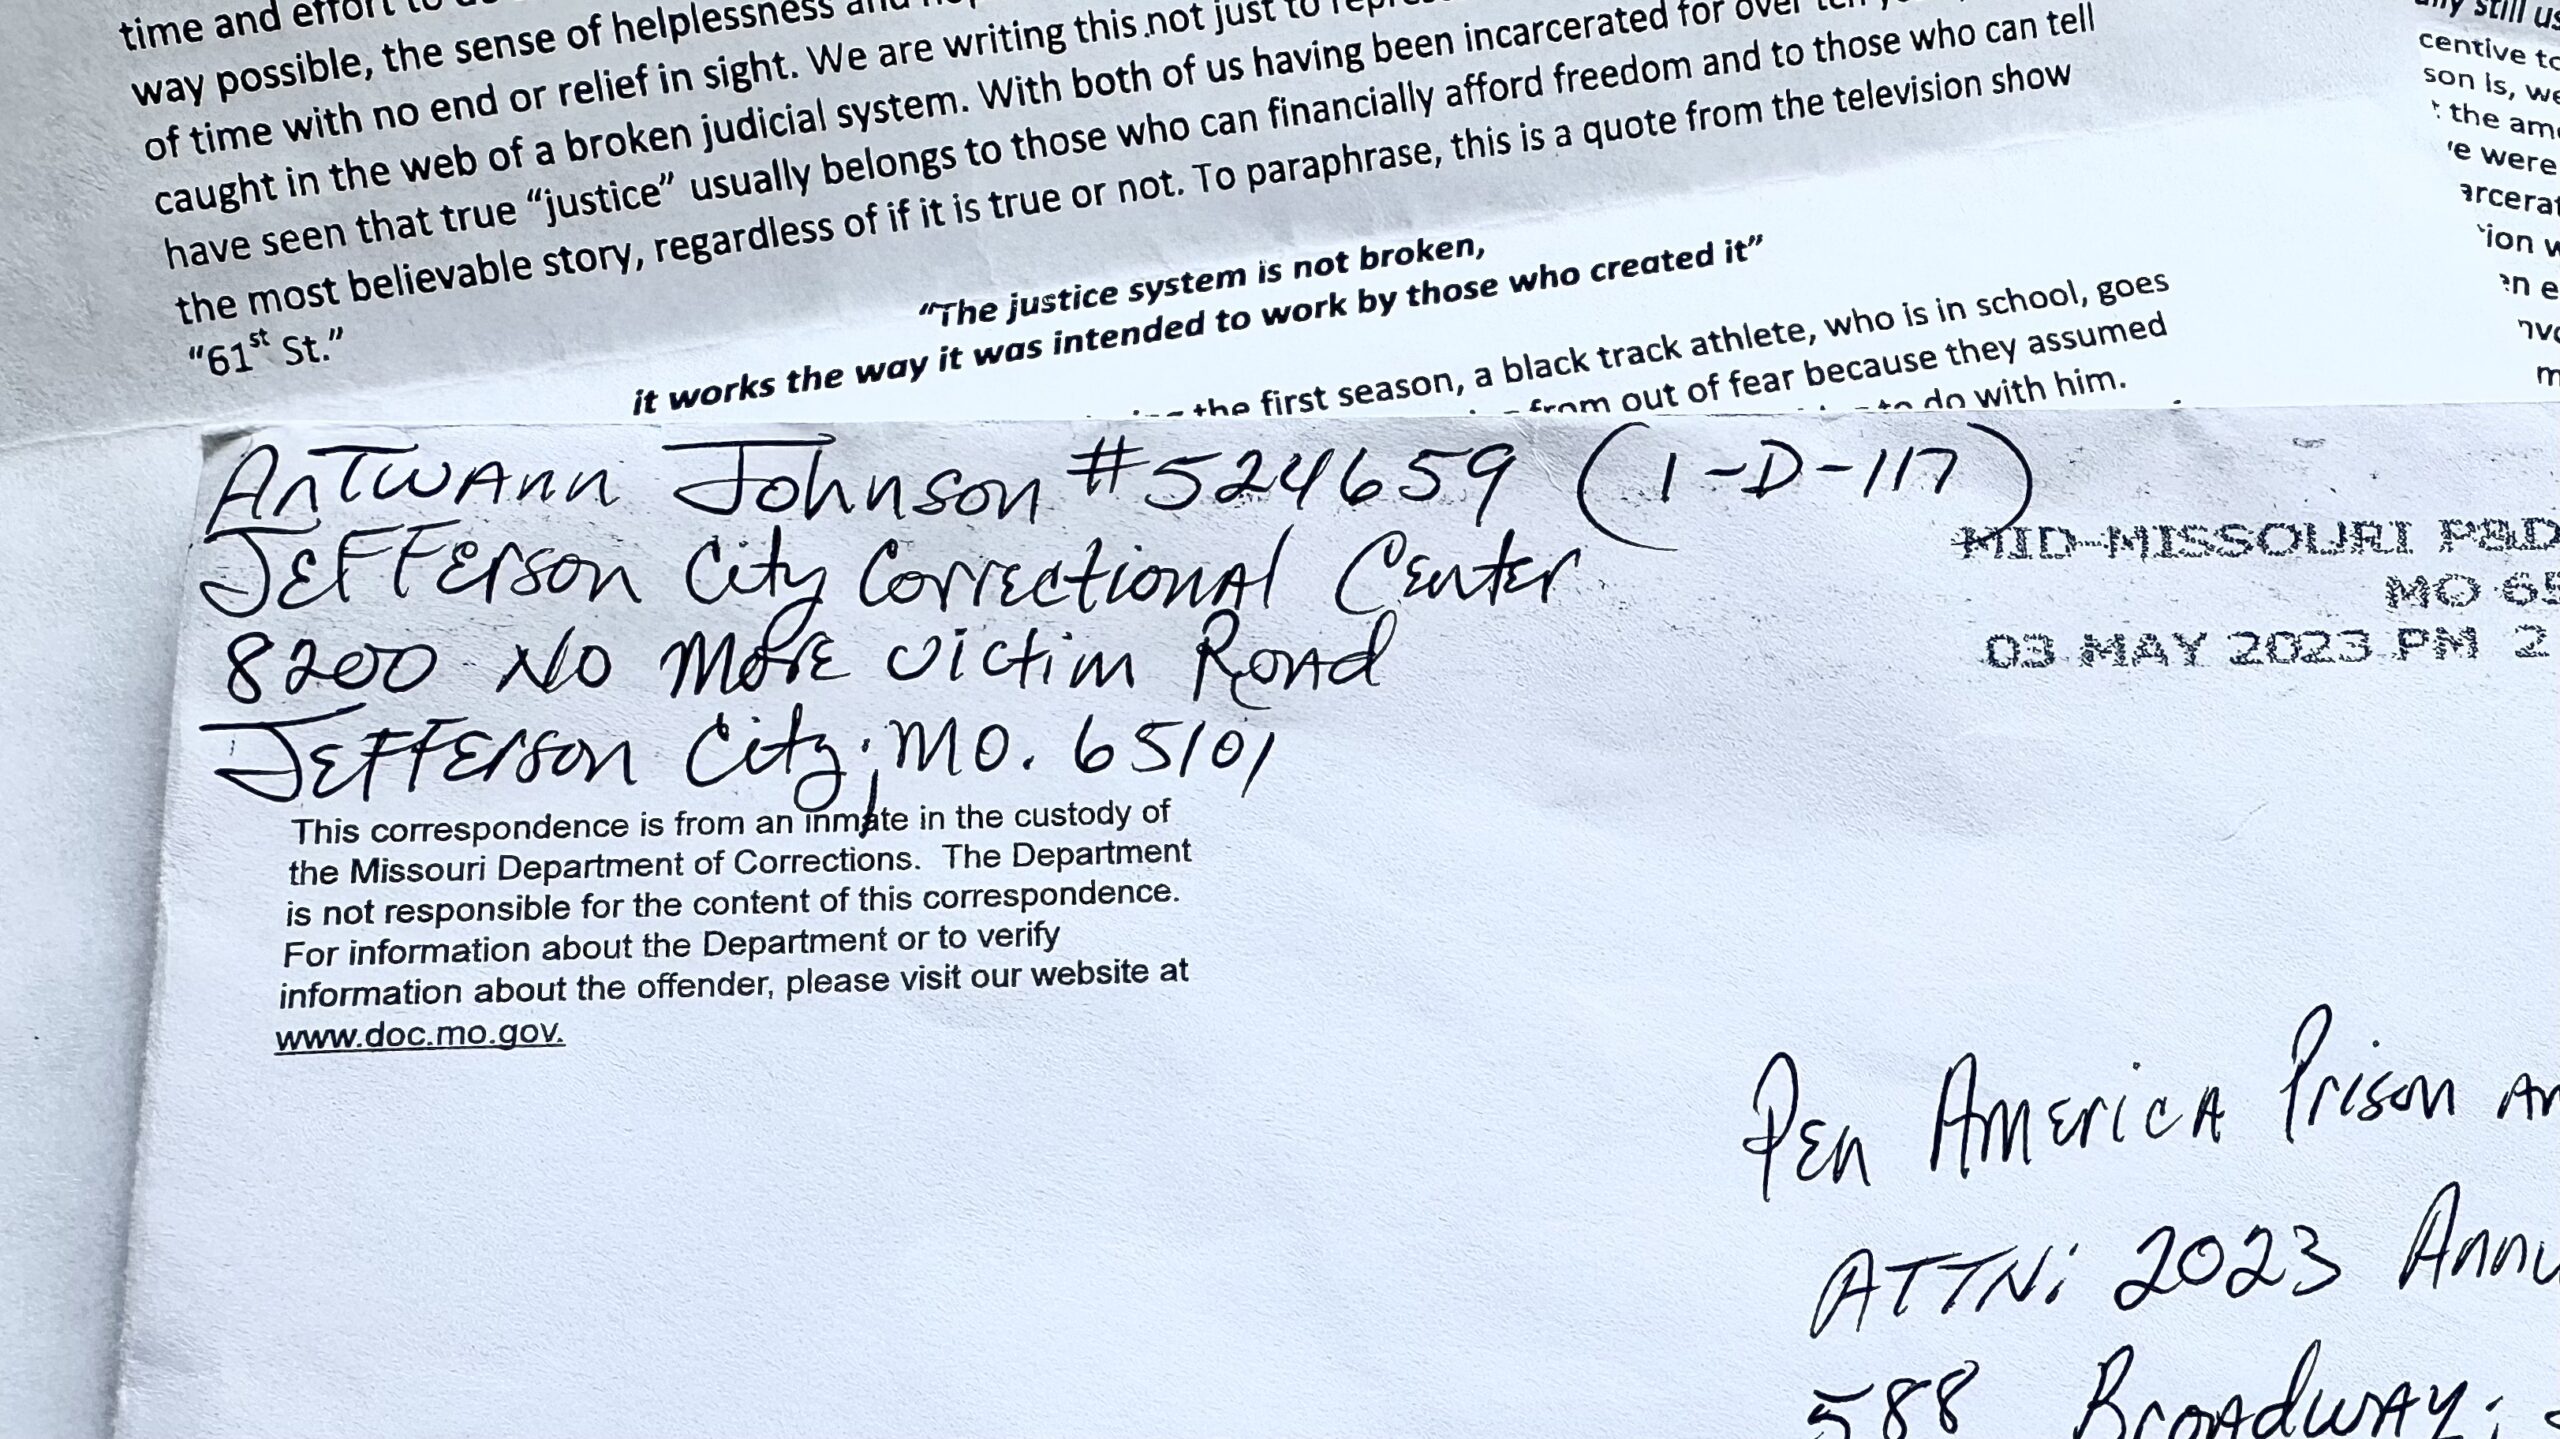 time and effort to
way possible, the sense of helplessness and
of time with no end or relief in sight. We are writing this not just to
caught in the web of a broken judicial system. With both of us having been incarcerated for over ten
have seen that true “justice” usually belongs to those who can financially afford freedom and to those who can tell
the most believable story, regardless of if it is true or not. To paraphrase, this is a quote from the television show
“61st St.”
“The justice system is not broken,
it works the way it was intended to work by those who created it”
the first season, a black track athlete, who is in school, goes
from out of fear because they assumed
to do with him.
still us
centive to
son is, we
the
were
Antwann Johnson #524659 (1-D-117)
Jefferson City Correctional Center
8200 No More Victim Road
Jefferson City, MO. 65101
MID-MISSOURI P&D
MO 65
03 MAY 2023 PM 2
This correspondence is from an inmate in the custody of
the Missouri Department of Corrections. The Department
is not responsible for the content of this correspondence.
For information about the Department or to verify
information about the offender, please visit our website at
www.doc.mo.gov.
Pen America Prison
ATTN: 2023
588 Broadway,